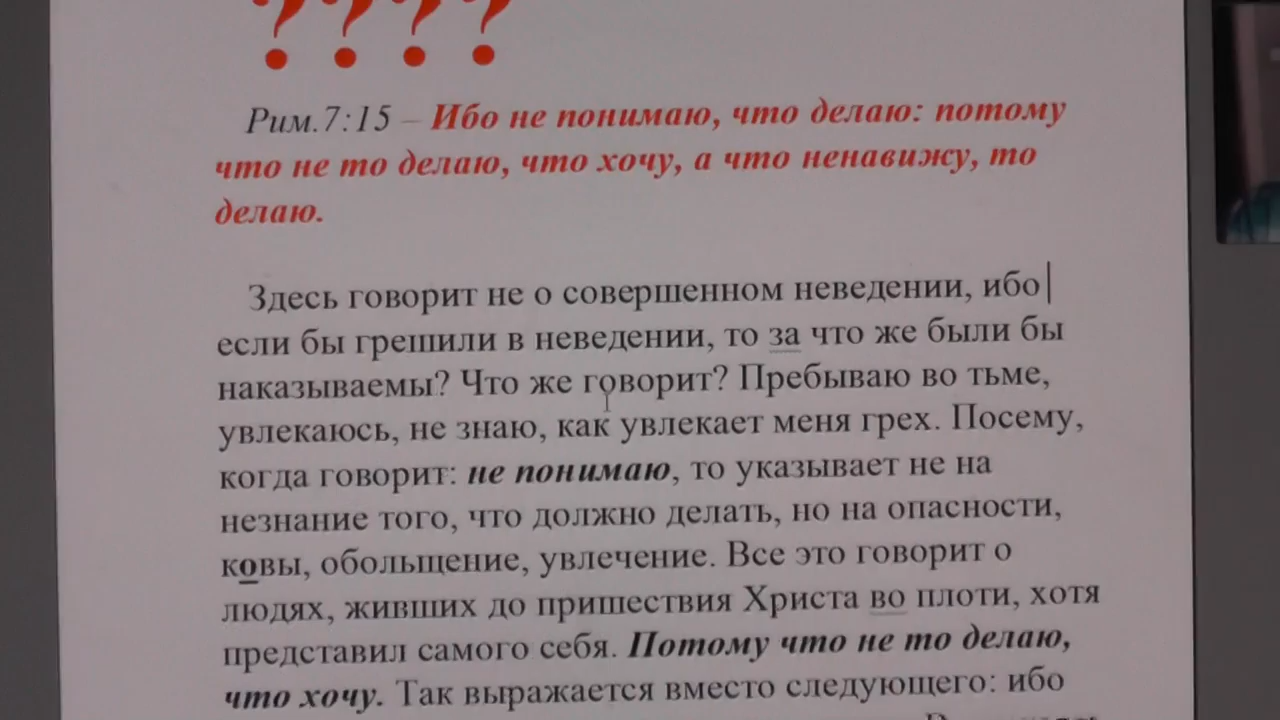 ? ? ? ?
Рим.7:15 – Ибо не понимаю, что делаю: потому
что не то делаю, что хочу, а что ненавижу, то
делаю.
Здесь говорит не о совершенном неведении, ибо
если бы грешили в неведении, то за что же были бы
наказываемы? Что же говорит? Пребываю во тьме,
увлекаюсь, не знаю, как увлекает меня грех. Посему,
когда говорит: не понимаю, то указывает не на
незнание того, что должно делать, но на опасности,
ковы, обольщение, увлечение. Все это говорит о
людях, живших до пришествия Христа во плоти, хотя
представил самого себя. Потому что не то делаю,
что хочу. Так выражается вместо следующего: ибо